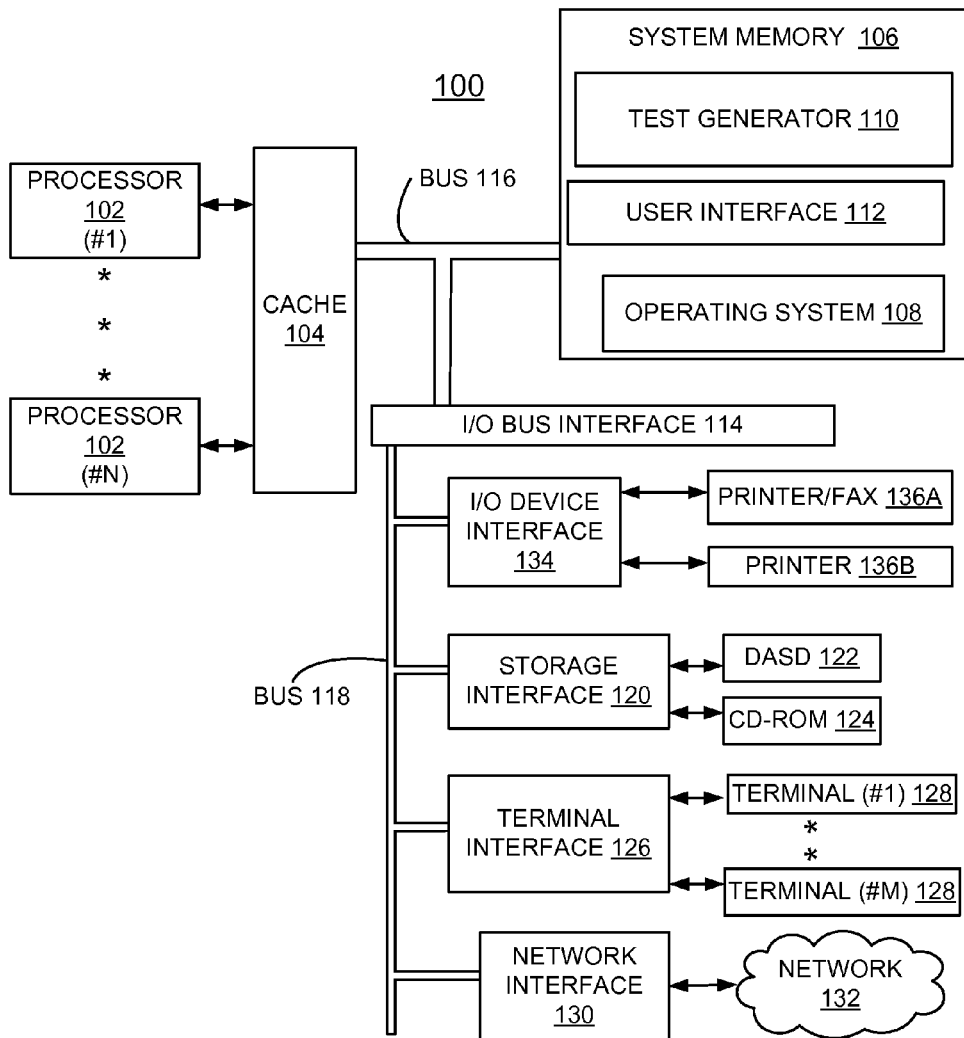 100
SYSTEM MEMORY 106
TEST GENERATOR 110
USER INTERFACE 112
OPERATING SYSTEM 108
BUS 116
PROCESSOR
102
(#1)
*
*
*
PROCESSOR
102
(#N)
CACHE
104
I/O BUS INTERFACE 114
I/O DEVICE
INTERFACE
134
PRINTER/FAX 136A
PRINTER 136B
BUS 118
STORAGE
INTERFACE 120
DASD 122
CD-ROM 124
TERMINAL
INTERFACE 126
TERMINAL (#1) 128
*
*
TERMINAL (#M) 128
NETWORK
INTERFACE
130
NETWORK
132